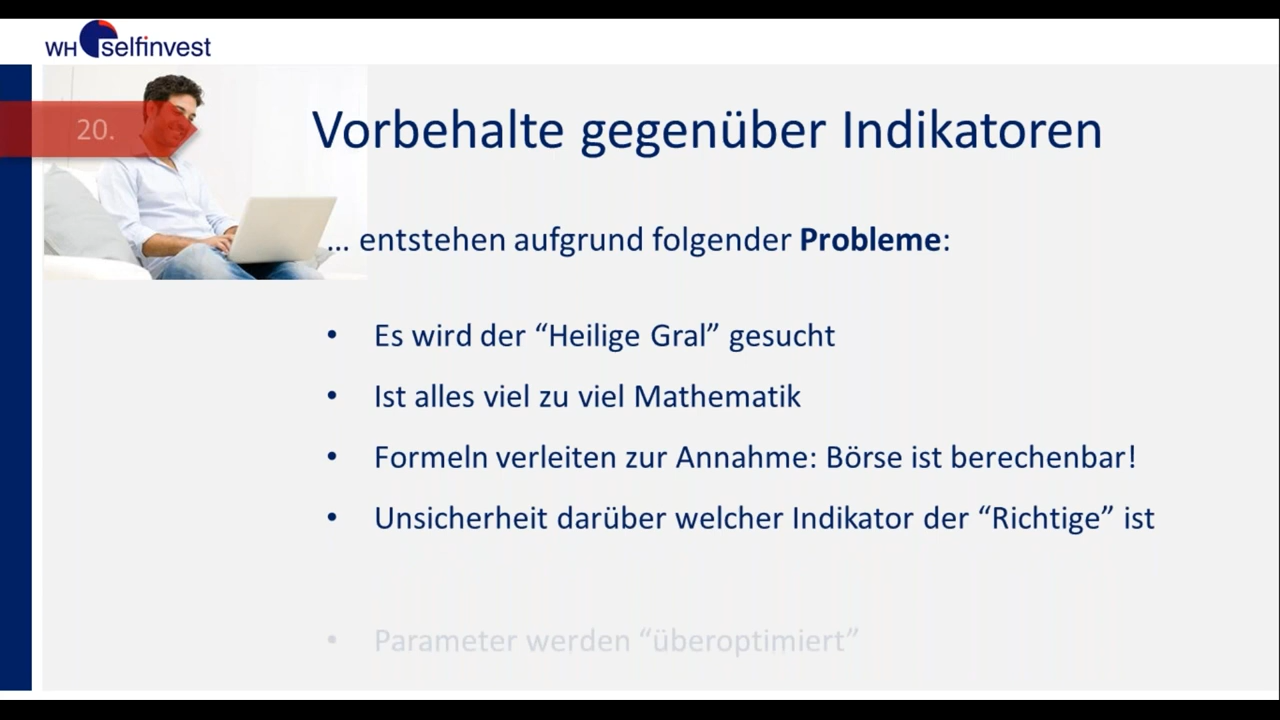 WH selfinvest
20.
Vorbehalte gegenüber Indikatoren
... entstehen aufgrund folgender Probleme:
• Es wird der “Heilige Gral” gesucht
• Ist alles viel zu viel Mathematik
• Formeln verleiten zur Annahme: Börse ist berechenbar!
• Unsicherheit darüber welcher Indikator der “Richtige” ist
• Parameter werden “überoptimiert”